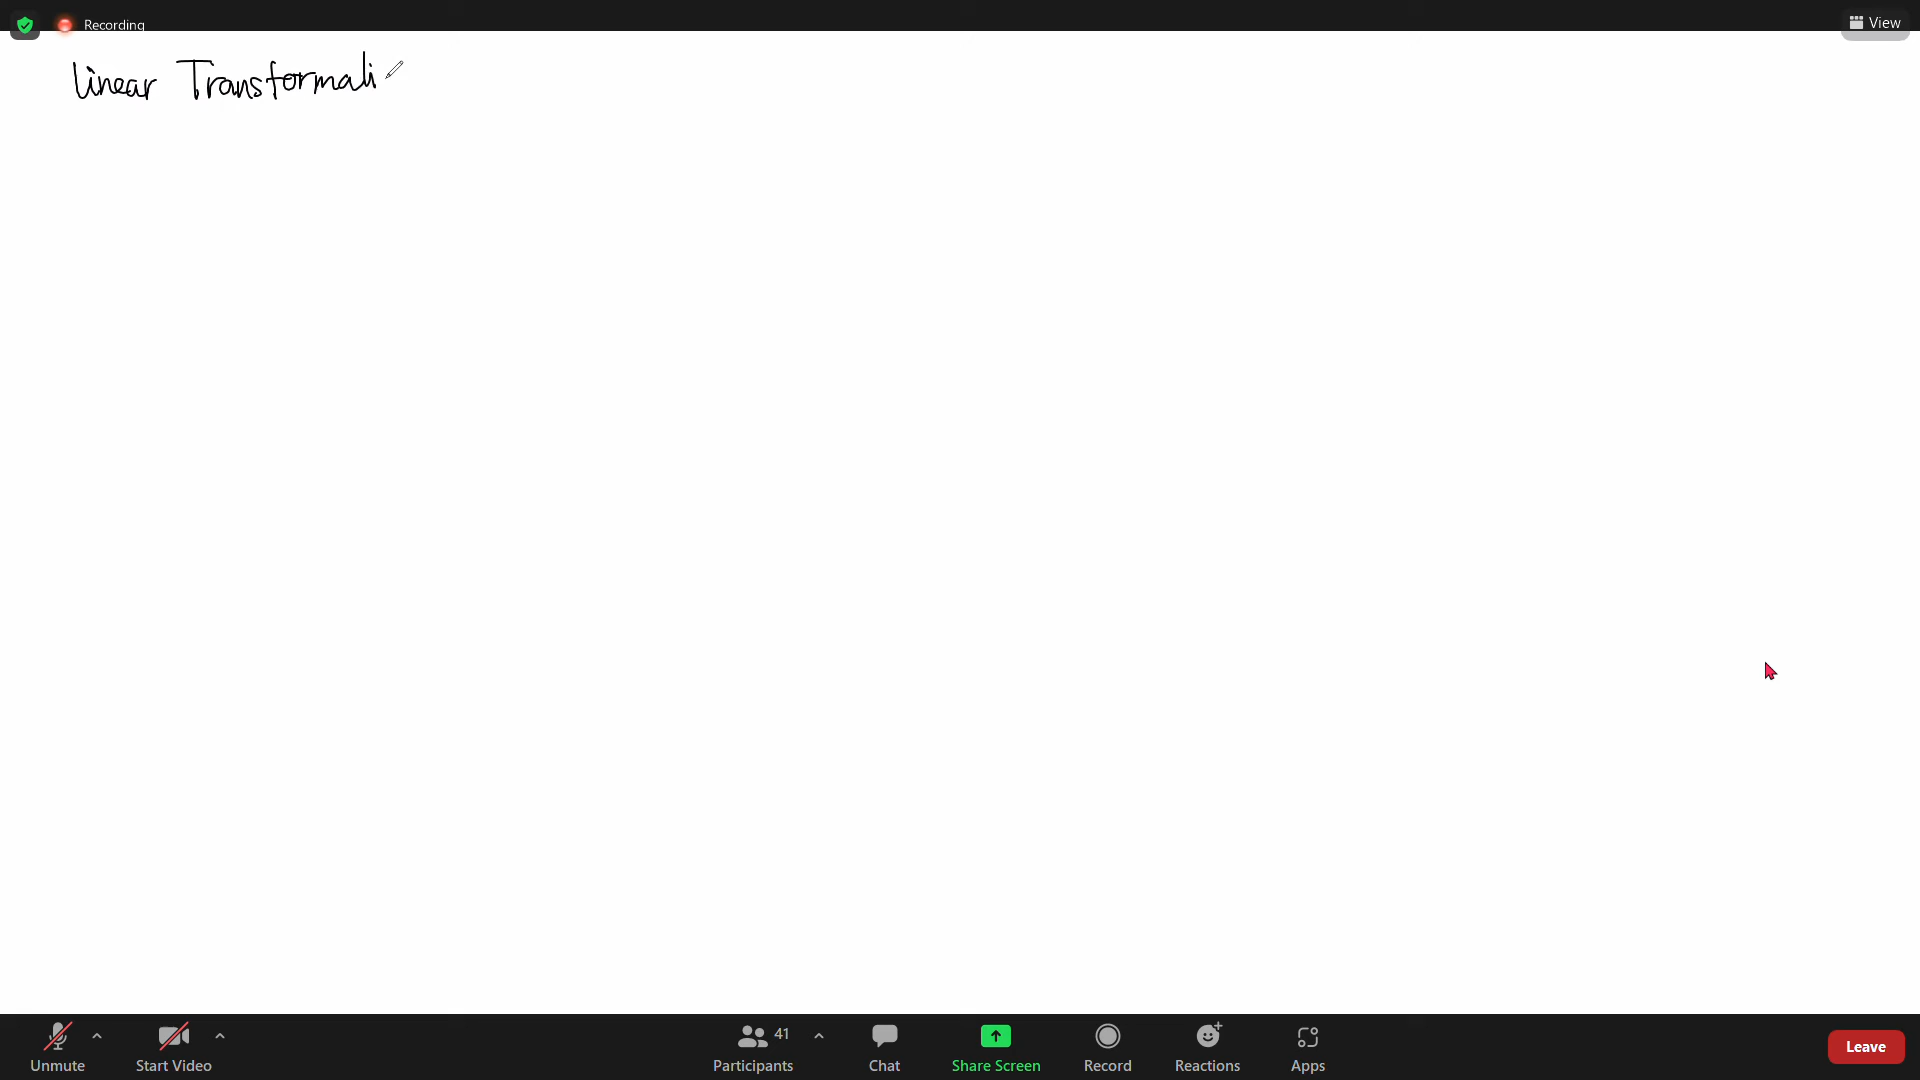 Recording
View
Linear Transformati
41
Unmute
Start Video
Participants
Chat
Share Screen
Record
Reactions
Apps
Leave